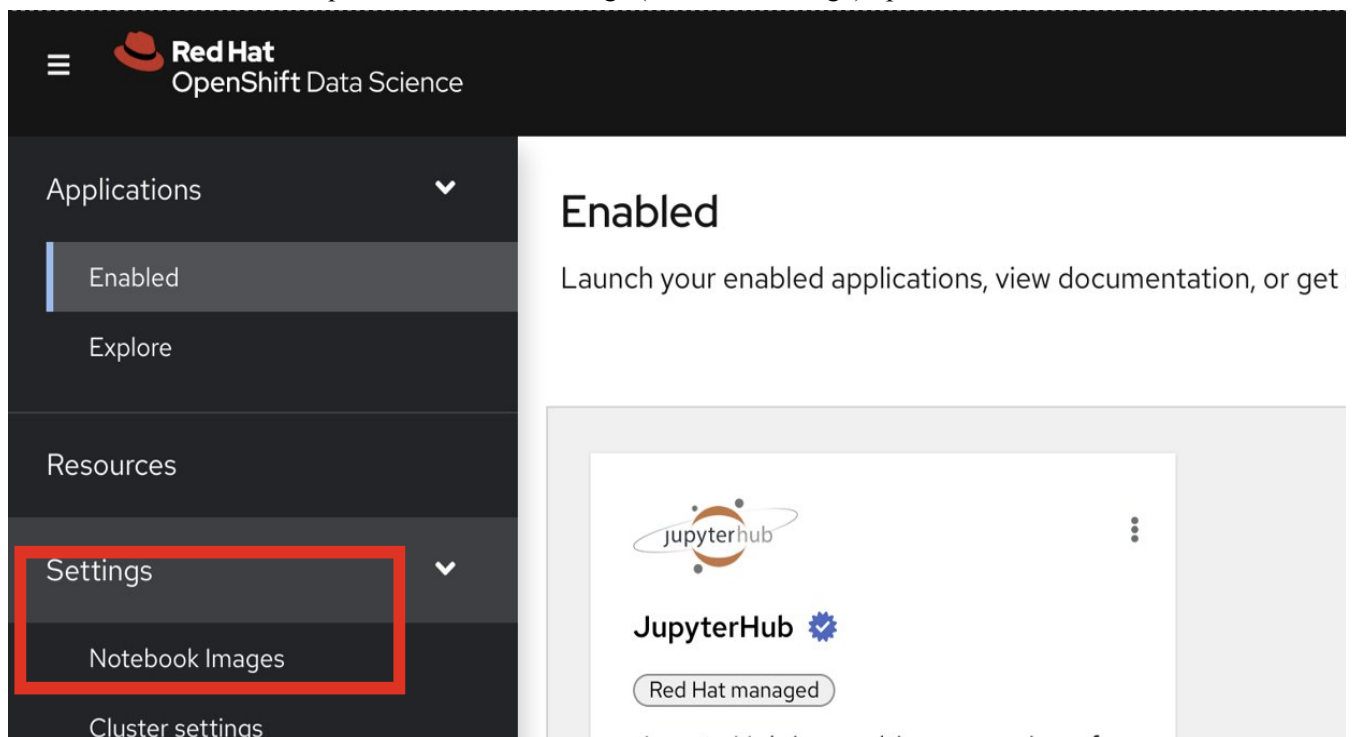 Red Hat
OpenShift Data Science
Applications
Enabled
Explore
Resources
Settings
Notebook Images
Cluster settings
Enabled
Launch your enabled applications, view documentation, or get
jupyterhub
JupyterHub
Red Hat managed